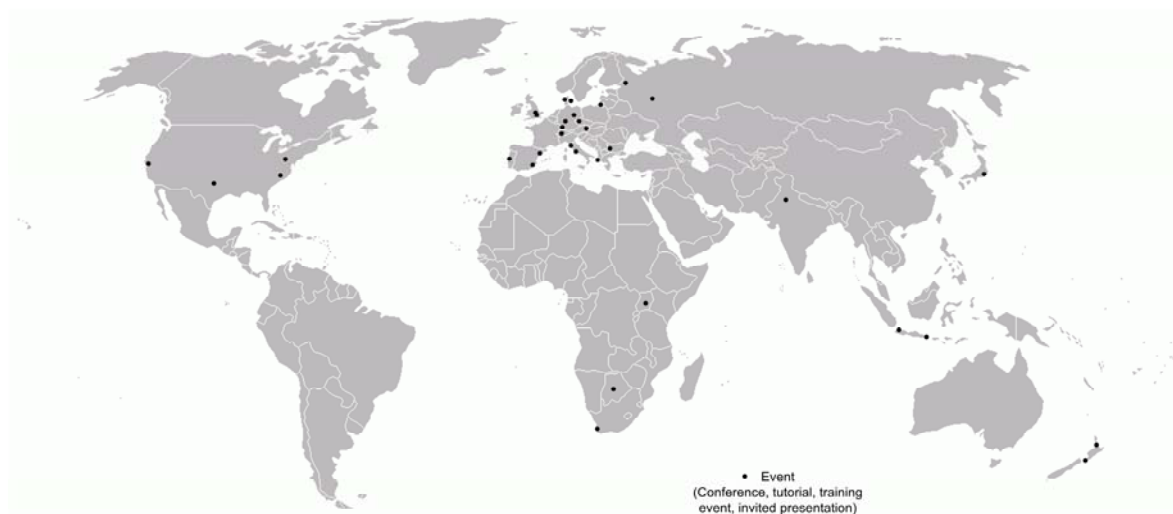 Event
(Conference, tutorial, training
event, invited presentation)